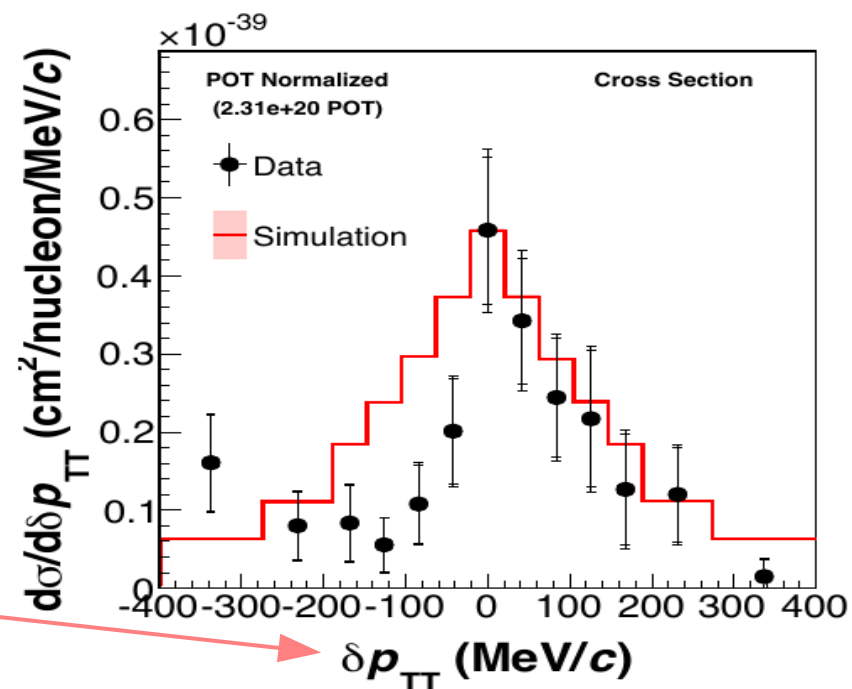 ×10⁻³⁹
POT Normalized
(2.31e+20 POT)
Cross Section
Data
Simulation
dσ/dδp_TT (cm²/nucleon/MeV/c)
0.6
0.5
0.4
0.3
0.2
0.1
0
-400 -300 -200 -100 0 100 200 300 400
δp_TT (MeV/c)